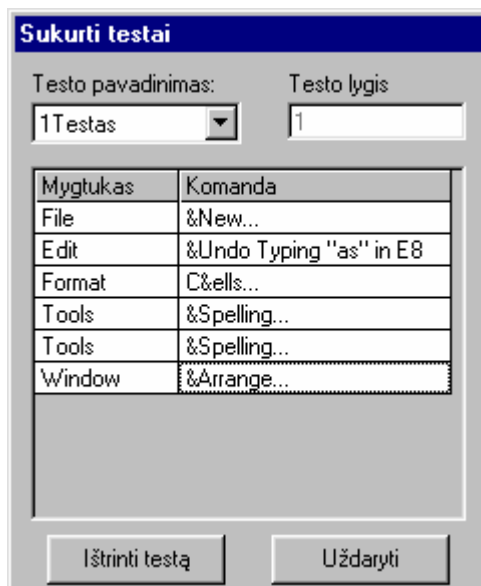 Sukurti testai
Testo pavadinimas: Testo lygis
1Testas 1
Mygtukas Komanda
File &New...
Edit &Undo Typing "as" in E8
Format C&ells...
Tools &Spelling...
Tools &Spelling...
Window &Arrange...
Ištrinti testą Uždaryti